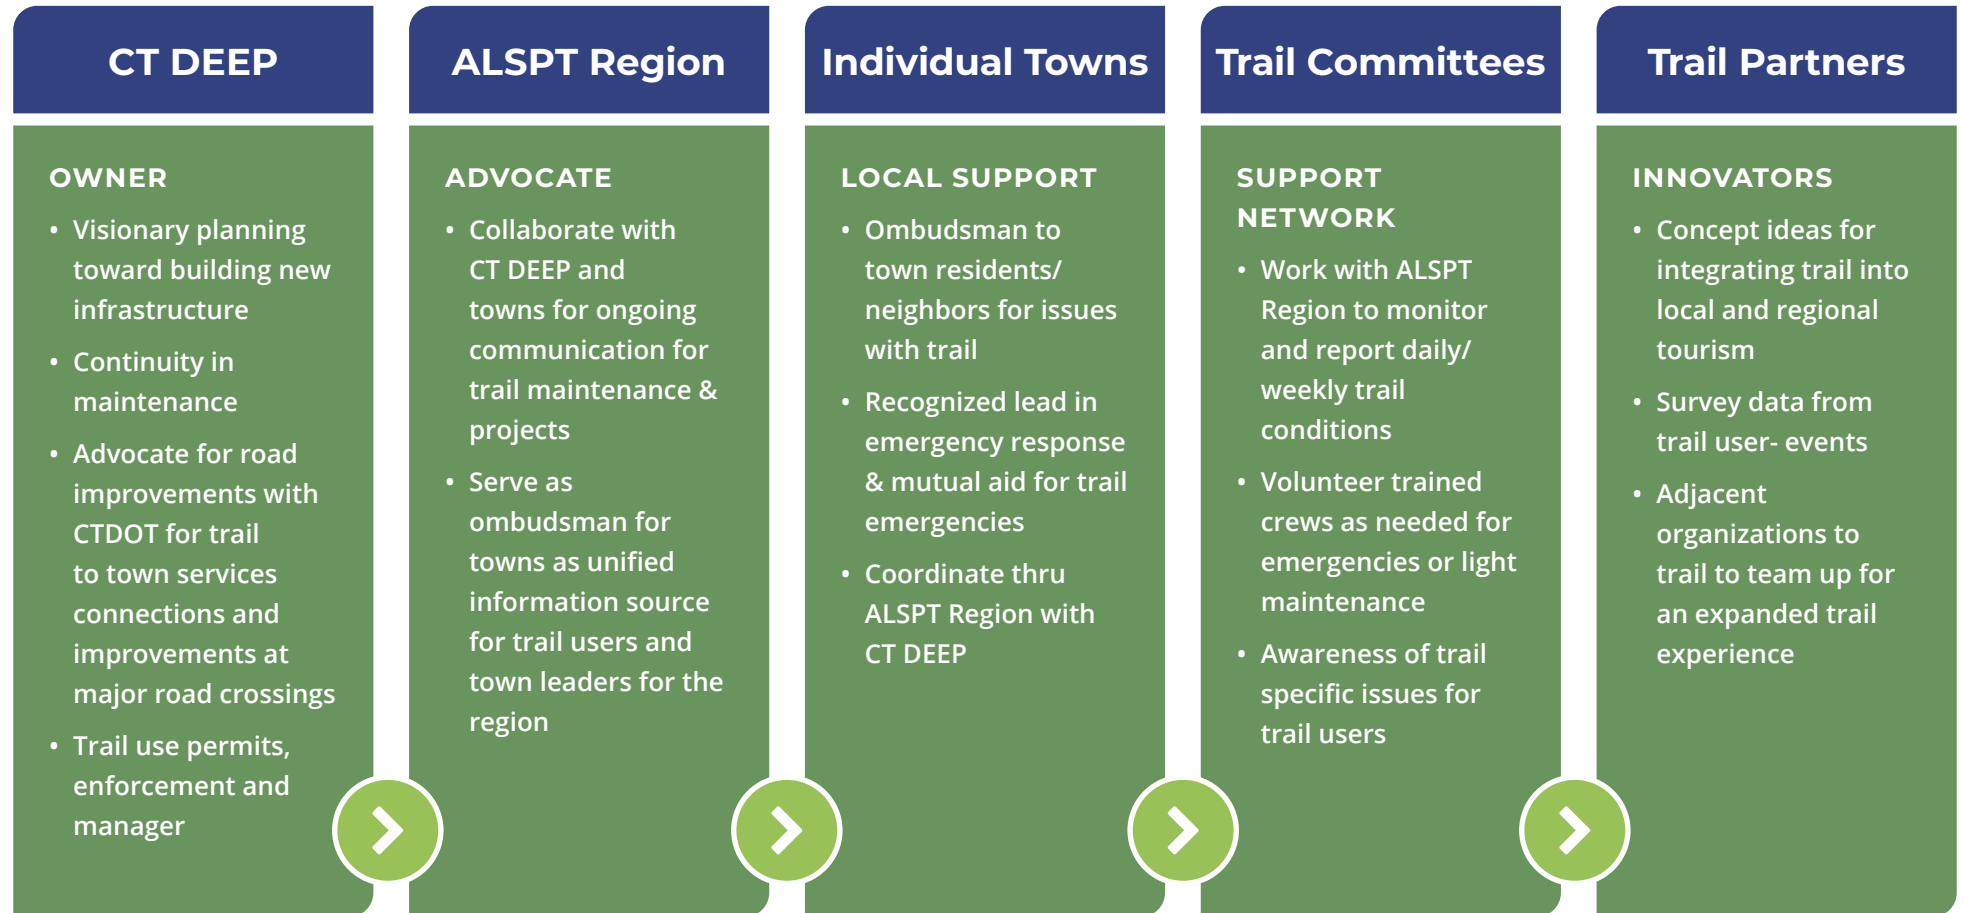 CT DEEP
OWNER
• Visionary planning
toward building new
infrastructure
• Continuity in
maintenance
• Advocate for road
improvements with
CTDOT for trail
to town services
connections and
improvements at
major road crossings
• Trail use permits,
enforcement and
manager
ALSPT Region
ADVOCATE
• Collaborate with
CT DEEP and
towns for ongoing
communication for
trail maintenance &
projects
• Serve as
ombudsman for
towns as unified
information source
for trail users and
town leaders for the
region
Individual Towns
LOCAL SUPPORT
• Ombudsman to
town residents/
neighbors for issues
with trail
• Recognized lead in
emergency response
& mutual aid for trail
emergencies
• Coordinate thru
ALSPT Region with
CT DEEP
Trail Committees
SUPPORT
NETWORK
• Work with ALSPT
Region to monitor
and report daily/
weekly trail
conditions
• Volunteer trained
crews as needed for
emergencies or light
maintenance
• Awareness of trail
specific issues for
trail users
Trail Partners
INNOVATORS
• Concept ideas for
integrating trail into
local and regional
tourism
• Survey data from
trail user- events
• Adjacent
organizations to
trail to team up for
an expanded trail
experience